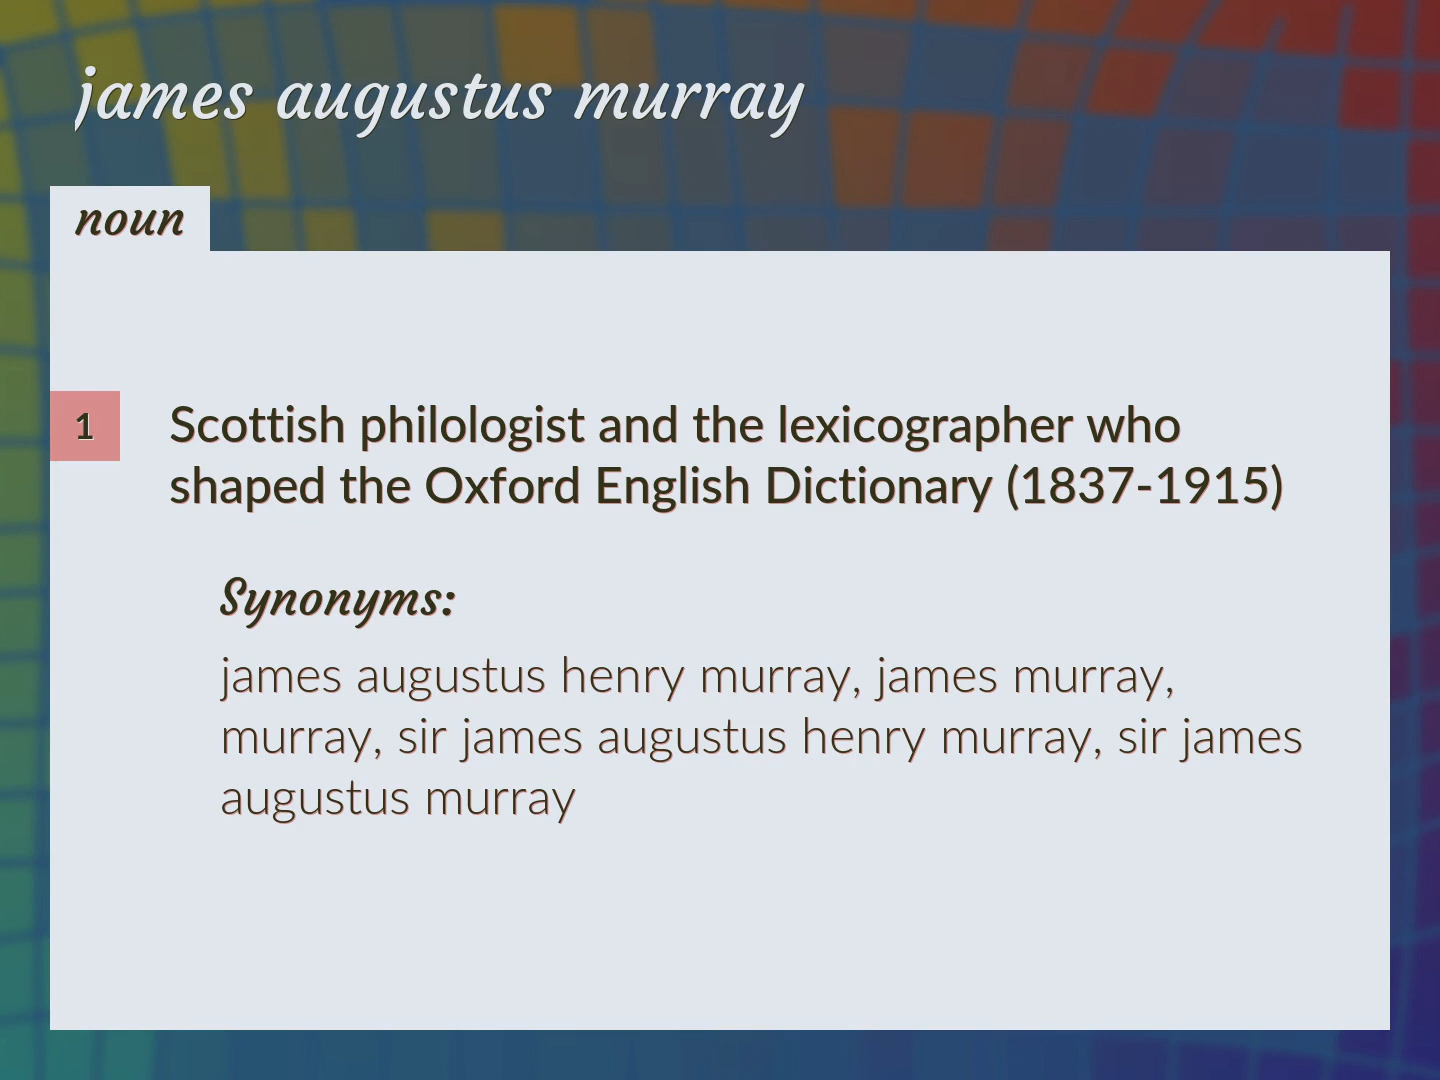 james augustus murray
noun
1
Scottish philologist and the lexicographer who
shaped the Oxford English Dictionary (1837-1915)
Synonyms:
james augustus henry murray, james murray,
murray, sir james augustus henry murray, sir james
augustus murray